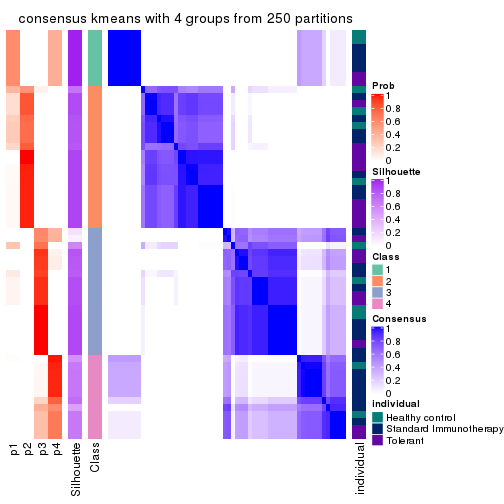 consensus kmeans with 4 groups from 250 partitions
Prob
1
0.8
0.6
0.4
0.2
0
Silhouette
1
0.8
0.6
0.4
0.2
0
Class
1
2
3
4
Consensus
1
0.8
0.6
0.4
0.2
0
individual
Healthy control
Standard Immunotherapy
Tolerant
p1
p2
p3
p4
Silhouette
Class
individual